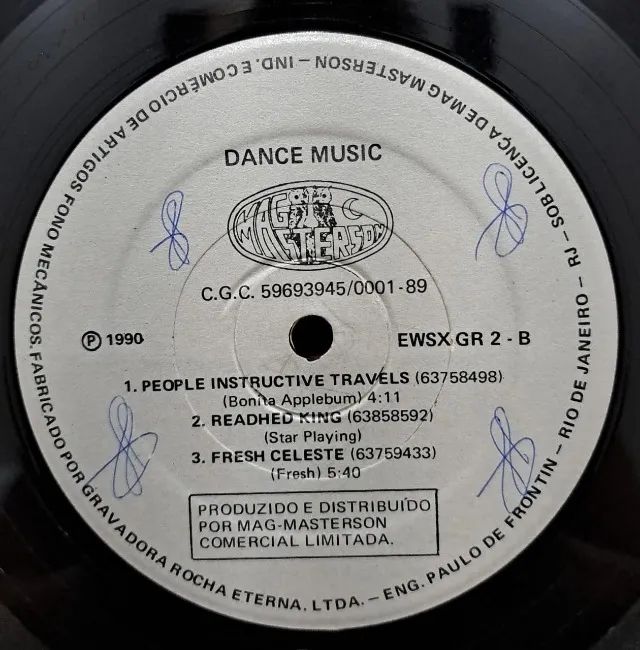 DANCE MUSIC
MAG
MASTERSON
C.G.C. 59693945/0001-89
Ⓟ 1990
EWSX GR 2 - B
1. PEOPLE INSTRUCTIVE TRAVELS (63758498)
(Bonita Applebum) 4:11
2. READHED KING (63858592)
(Star Playing)
3. FRESH CELESTE (63759433)
(Fresh) 5:40
PRODUZIDO E DISTRIBUÍDO
POR MAG-MASTERSON
COMERCIAL LIMITADA.
FABRICADO POR GRAVADORA ROCHA ETERNA, LTDA. – ENG. PAULO DE FRONTIN – RIO DE JANEIRO – RJ – SOB LICENÇA DE MAG MASTERSON – IND. E COMÉRCIO DE ARTIGOS FONO MECÂNICOS.